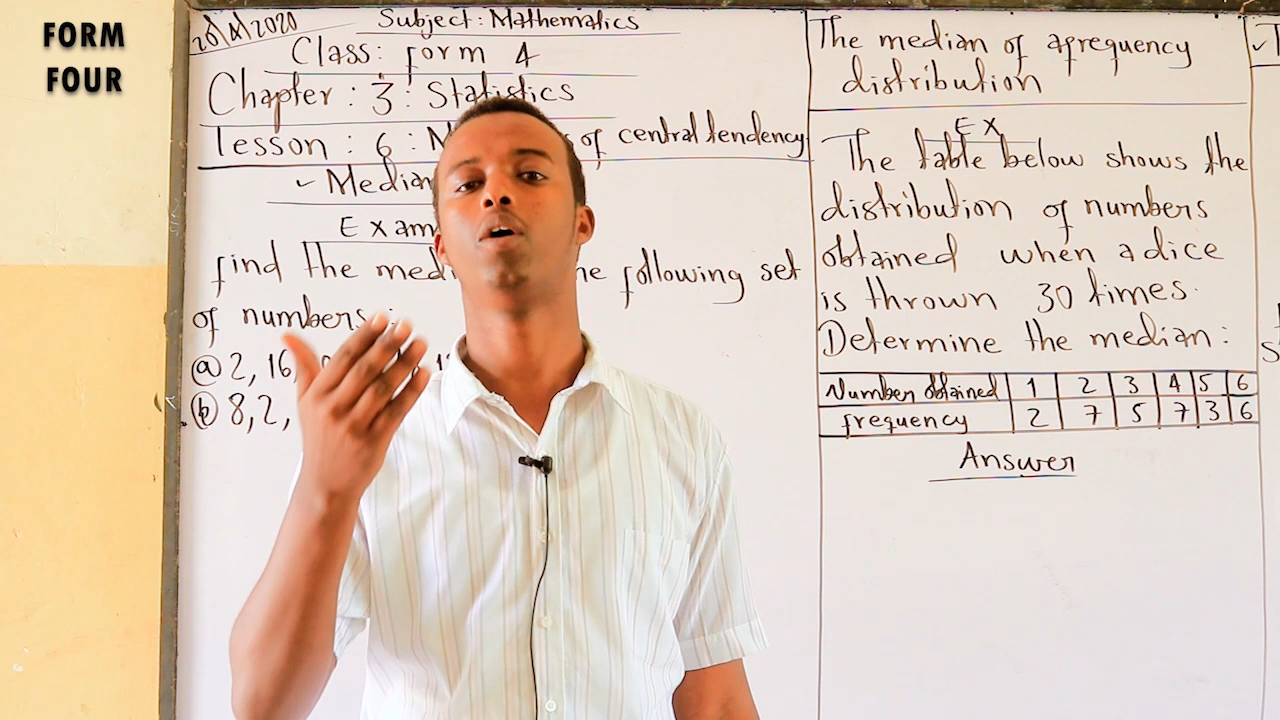 FORM
FOUR
2020
Subject: Mathematics
Class: form 4
Chapter: 3: Statistics
Lesson: 6: of central tendency
✓ Median
find the following set
of numbers:
(a) 2, 16,
(b) 8, 2,
The median of a frequency
distribution
Ex
The table below shows the
distribution of numbers
obtained when a dice
is thrown 30 times.
Determine the median:
Number obtained 1 2 3 4 5 6
frequency 2 7 5 7 3 6
Answer